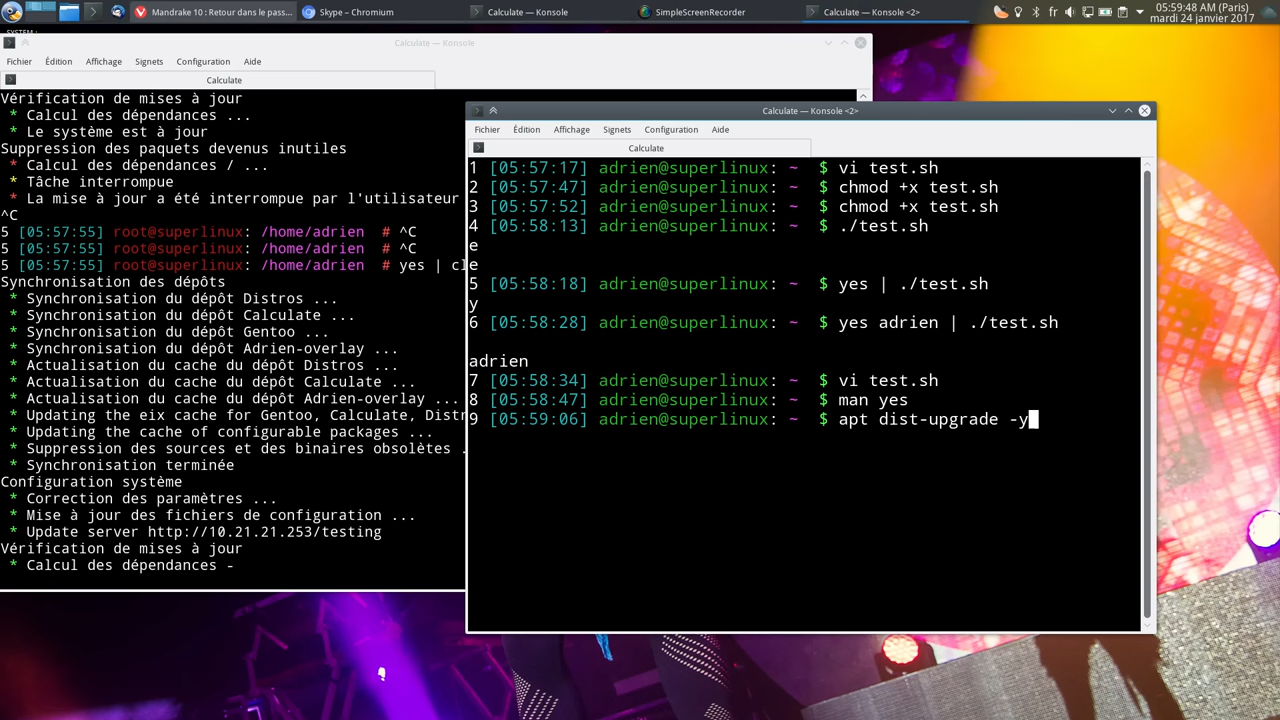 Mandrake 10 : Retour dans le pass...
Skype – Chromium
Calculate — Konsole
SimpleScreenRecorder
Calculate — Konsole <2>
fr
05:59:48 AM (Paris)
mardi 24 janvier 2017
Calculate — Konsole
Fichier Édition Affichage Signets Configuration Aide
Calculate
Vérification de mises à jour
* Calcul des dépendances ...
* Le système est à jour
Suppression des paquets devenus inutiles
* Calcul des dépendances / ...
* Tâche interrompue
* La mise à jour a été interrompue par l'utilisateur
^C
5 [05:57:55] root@superlinux: /home/adrien # ^C
5 [05:57:55] root@superlinux: /home/adrien # ^C
5 [05:57:55] root@superlinux: /home/adrien # yes | cl
Synchronisation des dépôts
* Synchronisation du dépôt Distros ...
* Synchronisation du dépôt Calculate ...
* Synchronisation du dépôt Gentoo ...
* Synchronisation du dépôt Adrien-overlay ...
* Actualisation du cache du dépôt Distros ...
* Actualisation du cache du dépôt Calculate ...
* Actualisation du cache du dépôt Adrien-overlay ...
* Updating the eix cache for Gentoo, Calculate, Distr
* Updating the cache of configurable packages ...
* Suppression des sources et des binaires obsolètes .
* Synchronisation terminée
Configuration système
* Correction des paramètres ...
* Mise à jour des fichiers de configuration ...
* Update server http://10.21.21.253/testing
Vérification de mises à jour
* Calcul des dépendances -
Calculate — Konsole <2>
Fichier Édition Affichage Signets Configuration Aide
Calculate
1 [05:57:17] adrien@superlinux: ~ $ vi test.sh
2 [05:57:47] adrien@superlinux: ~ $ chmod +x test.sh
3 [05:57:52] adrien@superlinux: ~ $ chmod +x test.sh
4 [05:58:13] adrien@superlinux: ~ $ ./test.sh
e
e
5 [05:58:18] adrien@superlinux: ~ $ yes | ./test.sh
y
6 [05:58:28] adrien@superlinux: ~ $ yes adrien | ./test.sh
adrien
7 [05:58:34] adrien@superlinux: ~ $ vi test.sh
8 [05:58:47] adrien@superlinux: ~ $ man yes
9 [05:59:06] adrien@superlinux: ~ $ apt dist-upgrade -y